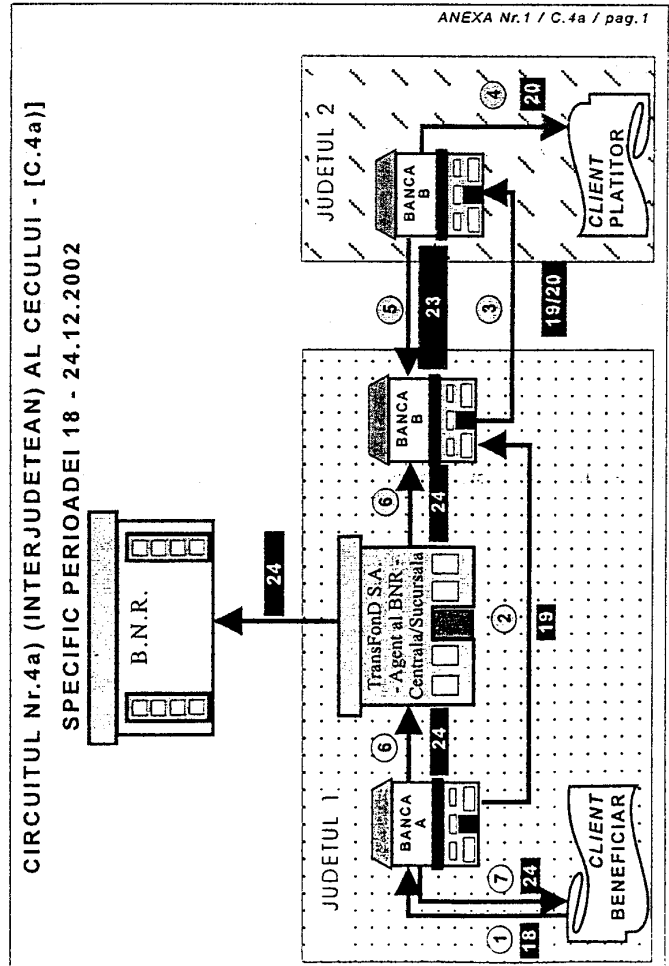 ANEXA Nr.1 / C.4a / pag.1
CIRCUITUL Nr.4a) (INTERJUDETEAN) AL CECULUI - [C.4a)]
SPECIFIC PERIOADEI 18 - 24.12.2002
B.N.R.
24
JUDETUL 1
JUDETUL 2
BANCA
A
6
24
TransFonD S.A.
- Agent al BNR -
Centrala/Sucursala
6
24
BANCA
B
5
23
BANCA
B
1
18
7
24
2
19
3
19/20
4
20
CLIENT
BENEFICIAR
CLIENT
PLATITOR